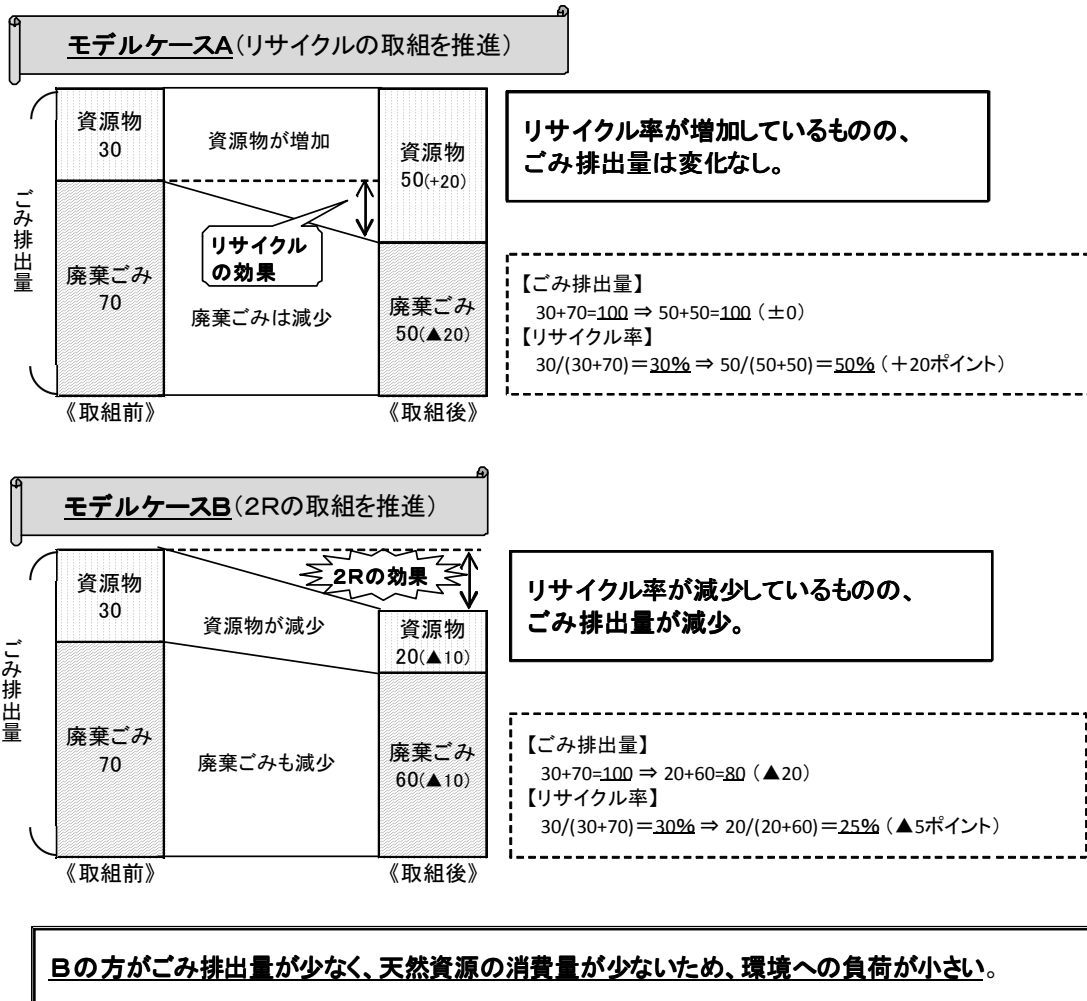 モデルケースA(リサイクルの取組を推進)
ごみ排出量
資源物
30
資源物が増加
資源物
50(+20)
リサイクル
の効果
廃棄ごみ
70
廃棄ごみは減少
廃棄ごみ
50(▲20)
《取組前》
《取組後》
リサイクル率が増加しているものの、
ごみ排出量は変化なし。
【ごみ排出量】
30+70=100 ⇒ 50+50=100 (±0)
【リサイクル率】
30/(30+70)=30% ⇒ 50/(50+50)=50% (+20ポイント)
モデルケースB(2Rの取組を推進)
ごみ排出量
資源物
30
2Rの効果
資源物が減少
資源物
20(▲10)
廃棄ごみ
70
廃棄ごみも減少
廃棄ごみ
60(▲10)
《取組前》
《取組後》
リサイクル率が減少しているものの、
ごみ排出量が減少。
【ごみ排出量】
30+70=100 ⇒ 20+60=80 (▲20)
【リサイクル率】
30/(30+70)=30% ⇒ 20/(20+60)=25% (▲5ポイント)
Bの方がごみ排出量が少なく、天然資源の消費量が少ないため、環境への負荷が小さい。